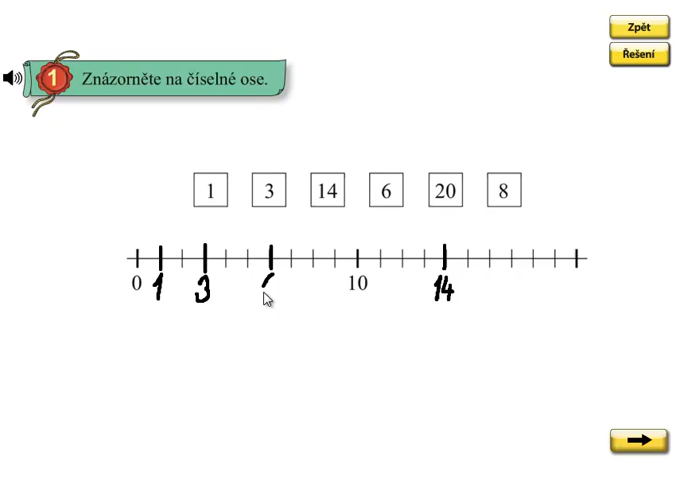 Zpět
Řešení
1 Znázorněte na číselné ose.
1 3 14 6 20 8
0 1 3 10 14